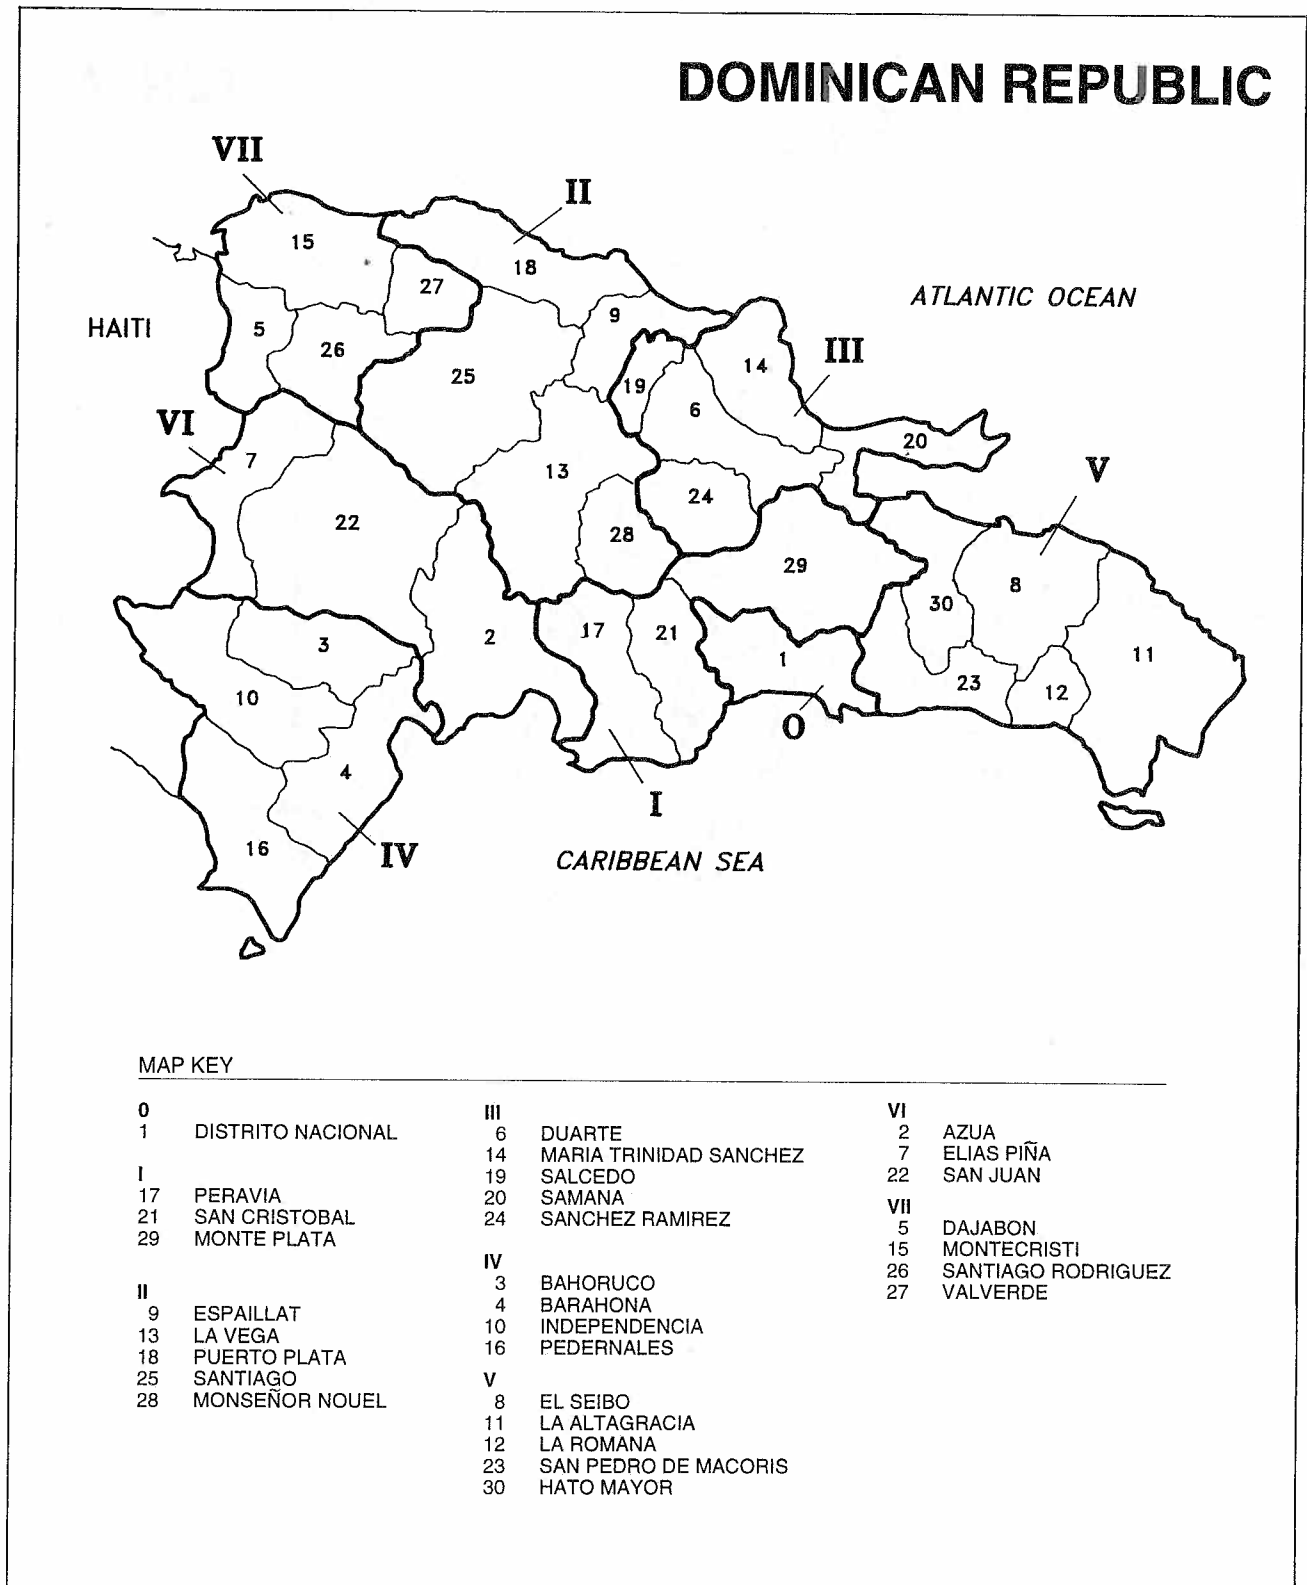 DOMINICAN REPUBLIC
VII
II
15
18
27
ATLANTIC OCEAN
HAITI
5
9
26
III
14
25
19
6
VI
20
7
13
V
24
22
28
29
8
30
2
17
21
3
1
11
10
23
12
O
4
I
IV
16
CARIBBEAN SEA
MAP KEY
0
1 DISTRITO NACIONAL
I
17 PERAVIA
21 SAN CRISTOBAL
29 MONTE PLATA
II
9 ESPAILLAT
13 LA VEGA
18 PUERTO PLATA
25 SANTIAGO
28 MONSEÑOR NOUEL
III
6 DUARTE
14 MARIA TRINIDAD SANCHEZ
19 SALCEDO
20 SAMANA
24 SANCHEZ RAMIREZ
IV
3 BAHORUCO
4 BARAHONA
10 INDEPENDENCIA
16 PEDERNALES
V
8 EL SEIBO
11 LA ALTAGRACIA
12 LA ROMANA
23 SAN PEDRO DE MACORIS
30 HATO MAYOR
VI
2 AZUA
7 ELIAS PIÑA
22 SAN JUAN
VII
5 DAJABON
15 MONTECRISTI
26 SANTIAGO RODRIGUEZ
27 VALVERDE